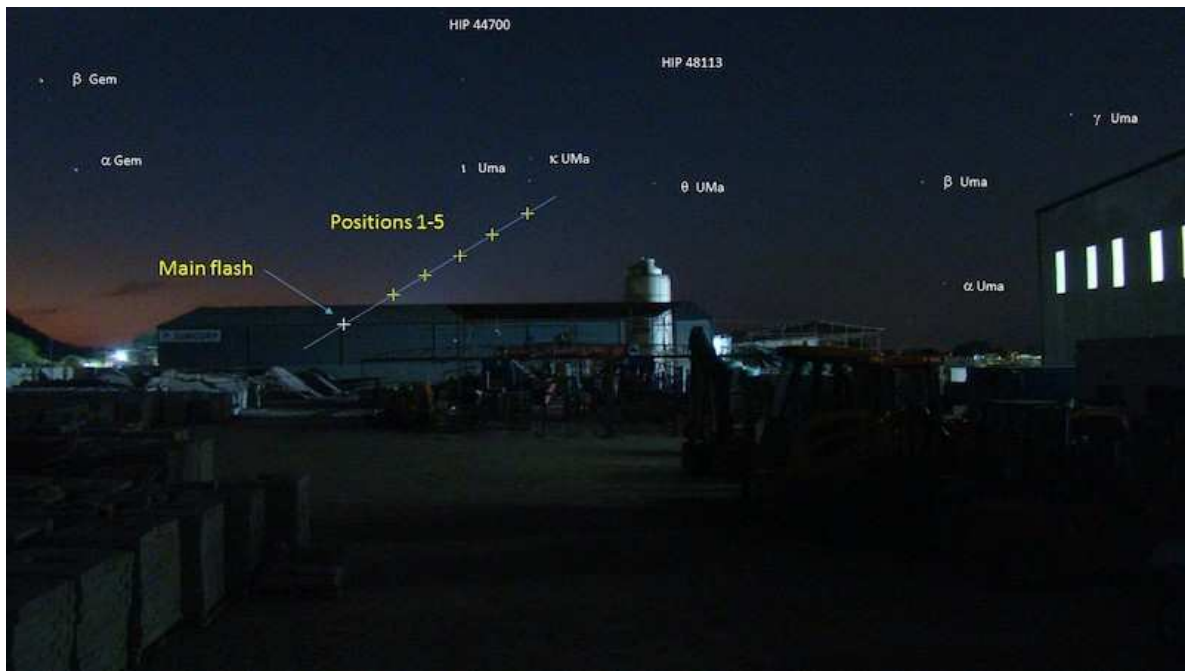 HIP 44700
HIP 48113
β Gem
γ Uma
α Gem
ι Uma
κ UMa
θ UMa
β Uma
Positions 1-5
Main flash
α Uma